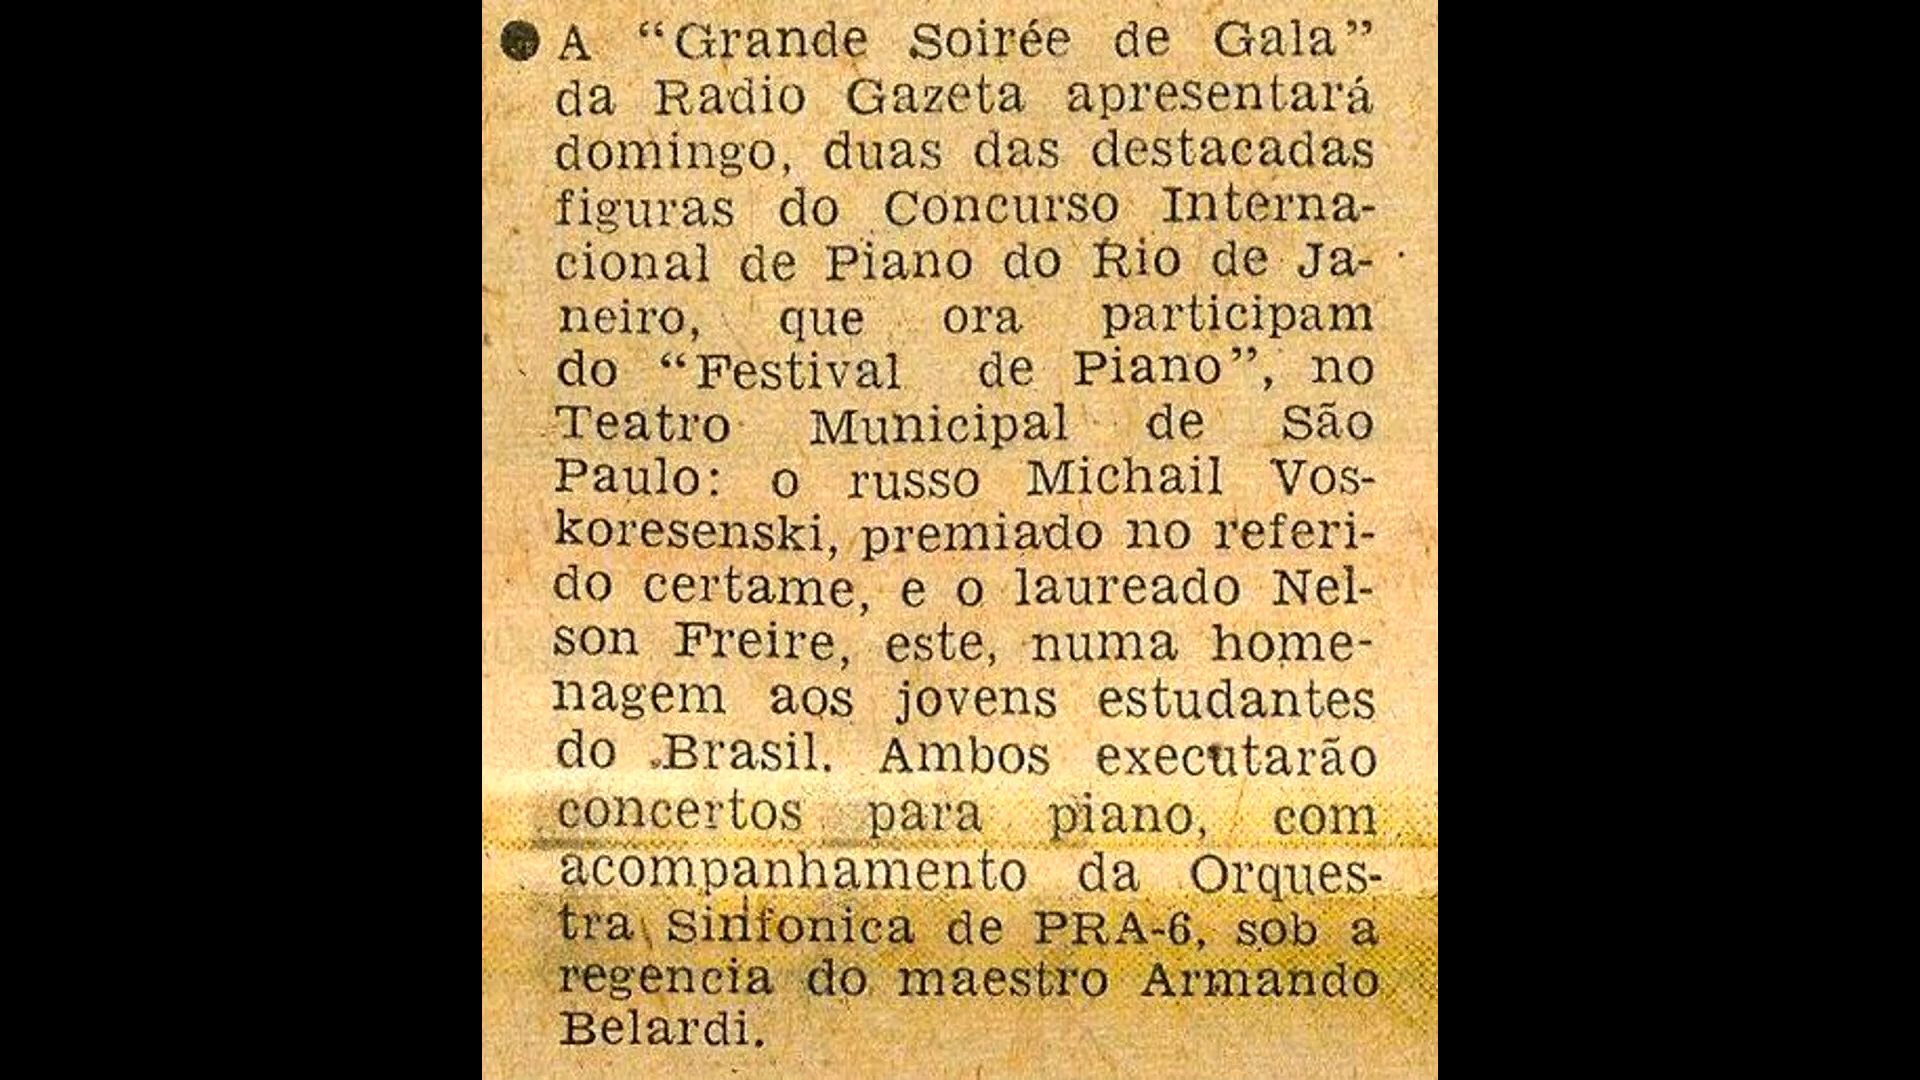 ● A “Grande Soirée de Gala”
da Radio Gazeta apresentará
domingo, duas das destacadas
figuras do Concurso Interna-
cional de Piano do Rio de Ja-
neiro, que ora participam
do “Festival de Piano”, no
Teatro Municipal de São
Paulo: o russo Michail Vos-
koresenski, premiado no referi-
do certame, e o laureado Nel-
son Freire, este, numa home-
nagem aos jovens estudantes
do Brasil. Ambos executarão
concertos para piano, com
acompanhamento da Orques-
tra Sinfonica de PRA-6, sob a
regencia do maestro Armando
Belardi.